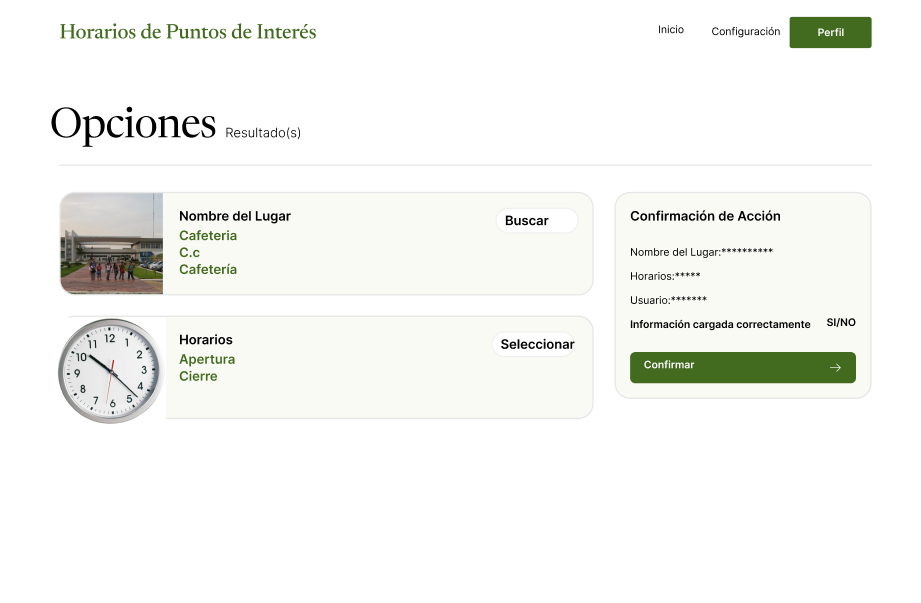 Horarios de Puntos de Interés
Inicio
Configuración
Perfil
Opciones
Resultado(s)
Nombre del Lugar
Cafeteria
C.c
Cafetería
Buscar
Horarios
Apertura
Cierre
Seleccionar
12
1
2
3
4
5
6
7
8
9
10
11
Confirmación de Acción
Nombre del Lugar:**********
Horarios:*****
Usuario:*******
Información cargada correctamente
SI/NO
Confirmar